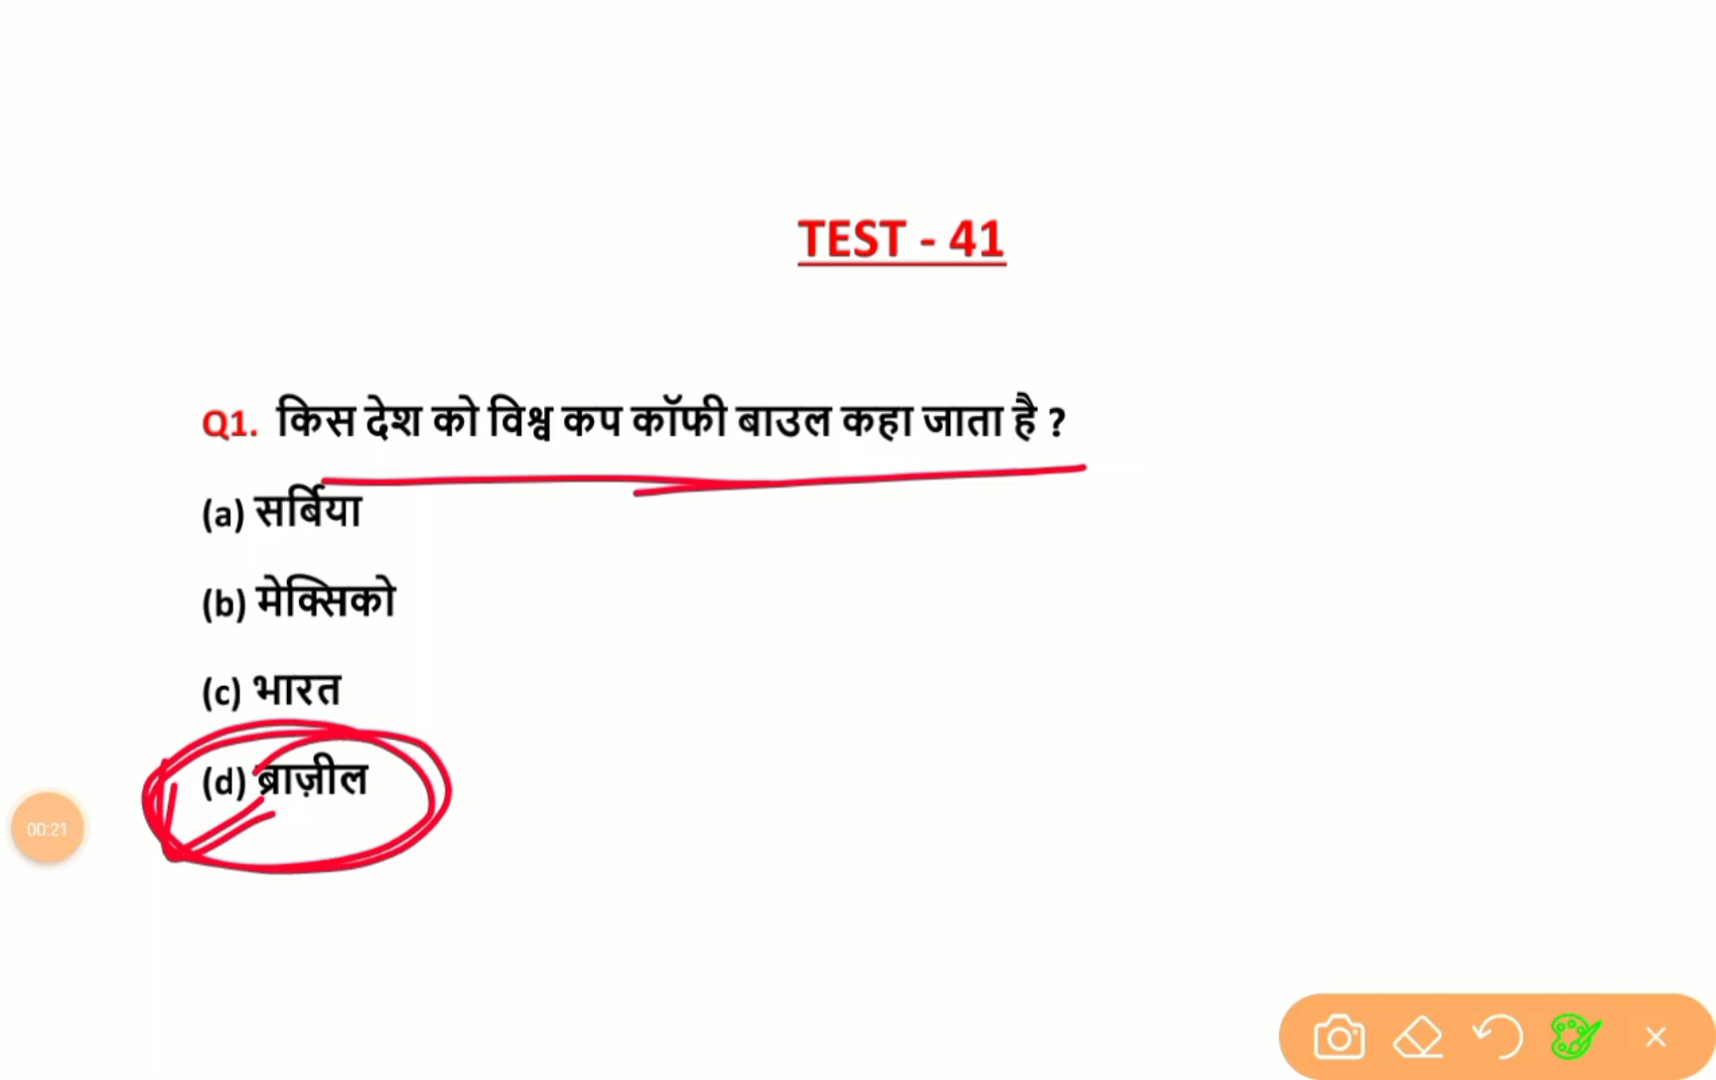 TEST - 41
Q1. किस देश को विश्व कप कॉफी बाउल कहा जाता है ?
(a) सर्बिया
(b) मेक्सिको
(c) भारत
(d) ब्राज़ील
00:21